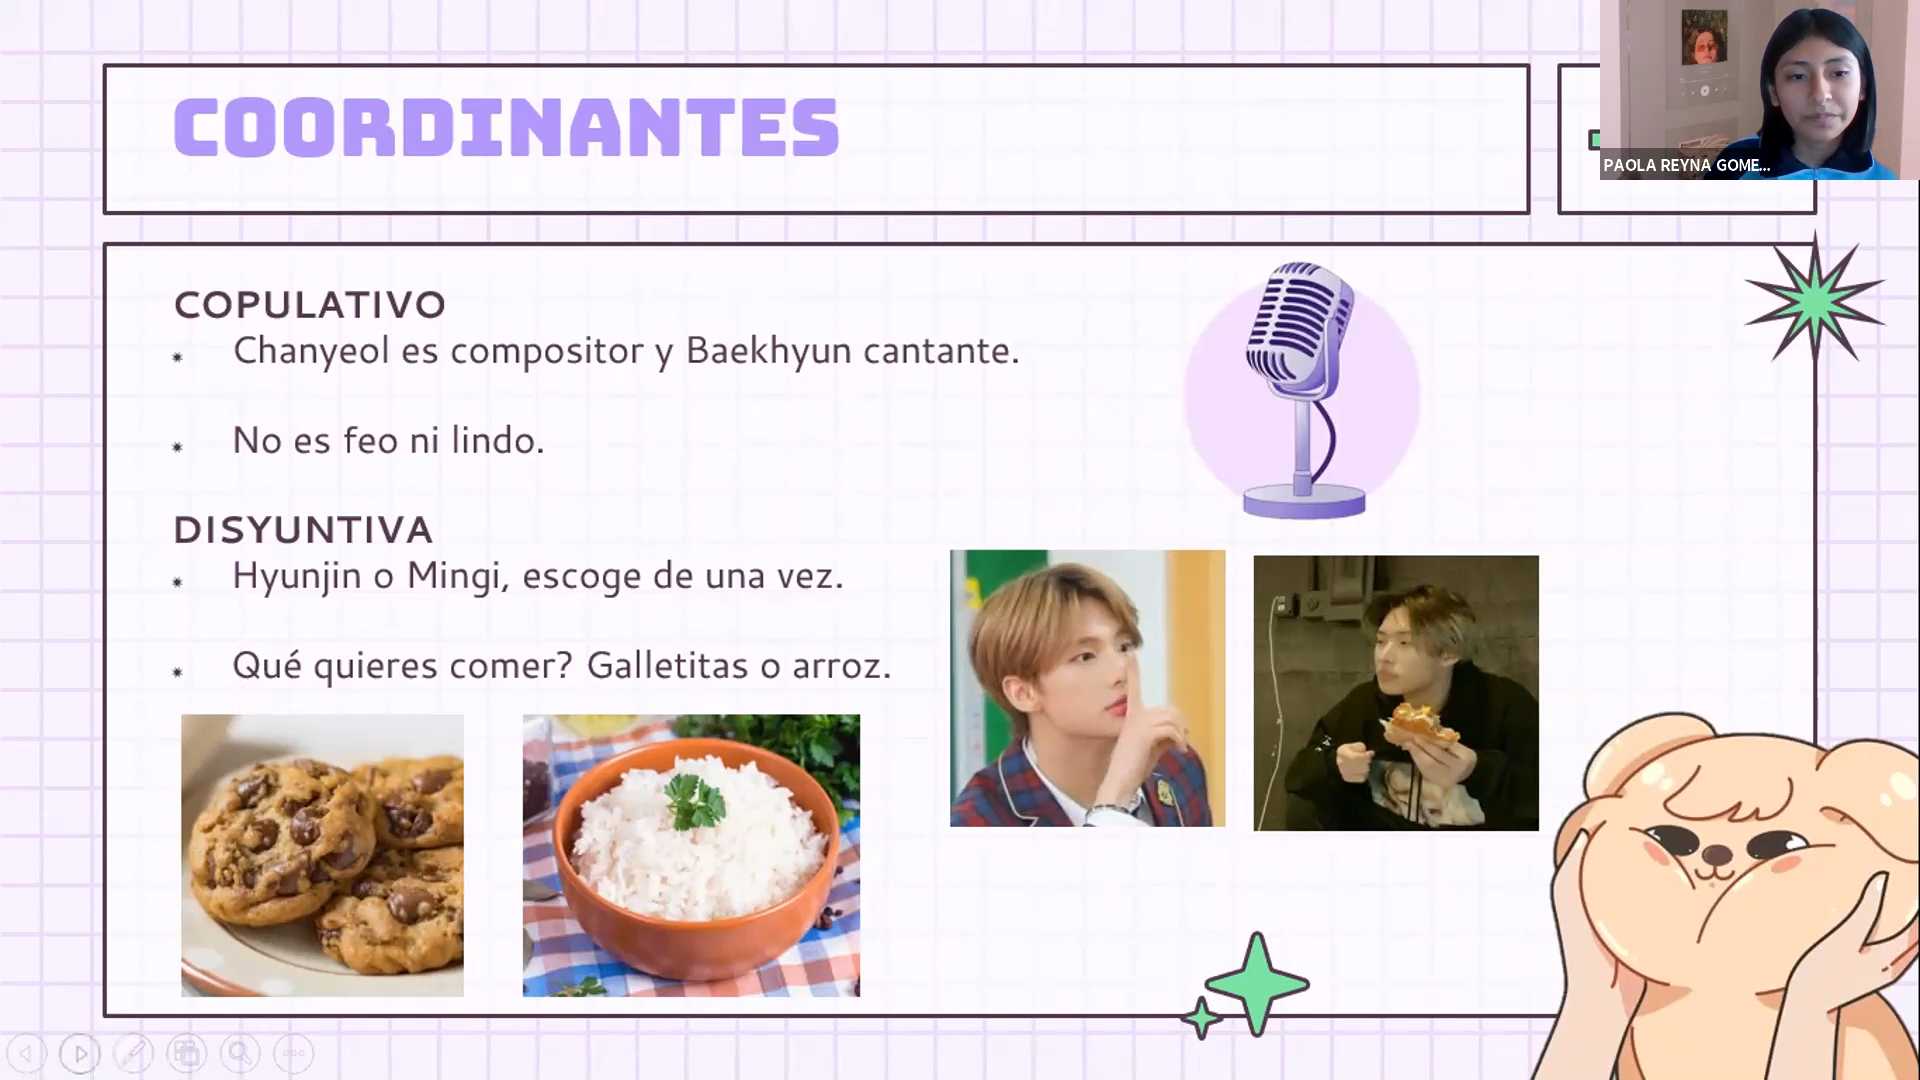 COORDINANTES
PAOLA REYNA GOME...
COPULATIVO
Chanyeol es compositor y Baekhyun cantante.
No es feo ni lindo.
DISYUNTIVA
Hyunjin o Mingi, escoge de una vez.
Qué quieres comer? Galletitas o arroz.